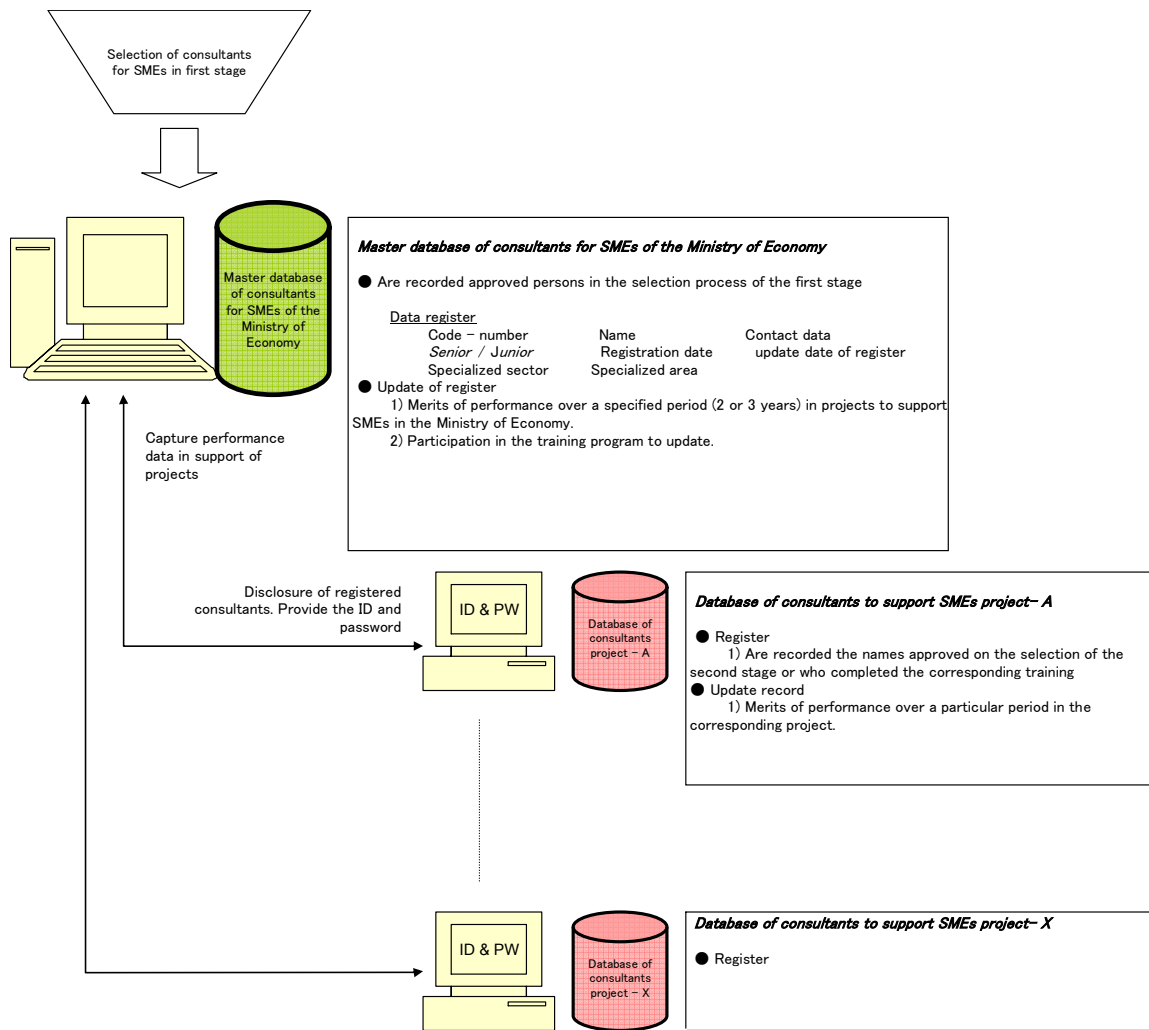 Selection of consultants
for SMEs in first stage
Master database
of consultants
for SMEs of the
Ministry of
Economy
Master database of consultants for SMEs of the Ministry of Economy
● Are recorded approved persons in the selection process of the first stage
Data register
Code – number Name Contact data
Senior / Junior Registration date update date of register
Specialized sector Specialized area
● Update of register
1) Merits of performance over a specified period (2 or 3 years) in projects to support
SMEs in the Ministry of Economy.
2) Participation in the training program to update.
Capture performance
data in support of
projects
Disclosure of registered
consultants. Provide the ID and
password
ID & PW
Database of
consultants
project – A
Database of consultants to support SMEs project– A
● Register
1) Are recorded the names approved on the selection of the
second stage or who completed the corresponding training
● Update record
1) Merits of performance over a particular period in the
corresponding project.
ID & PW
Database of
consultants
project – X
Database of consultants to support SMEs project– X
● Register